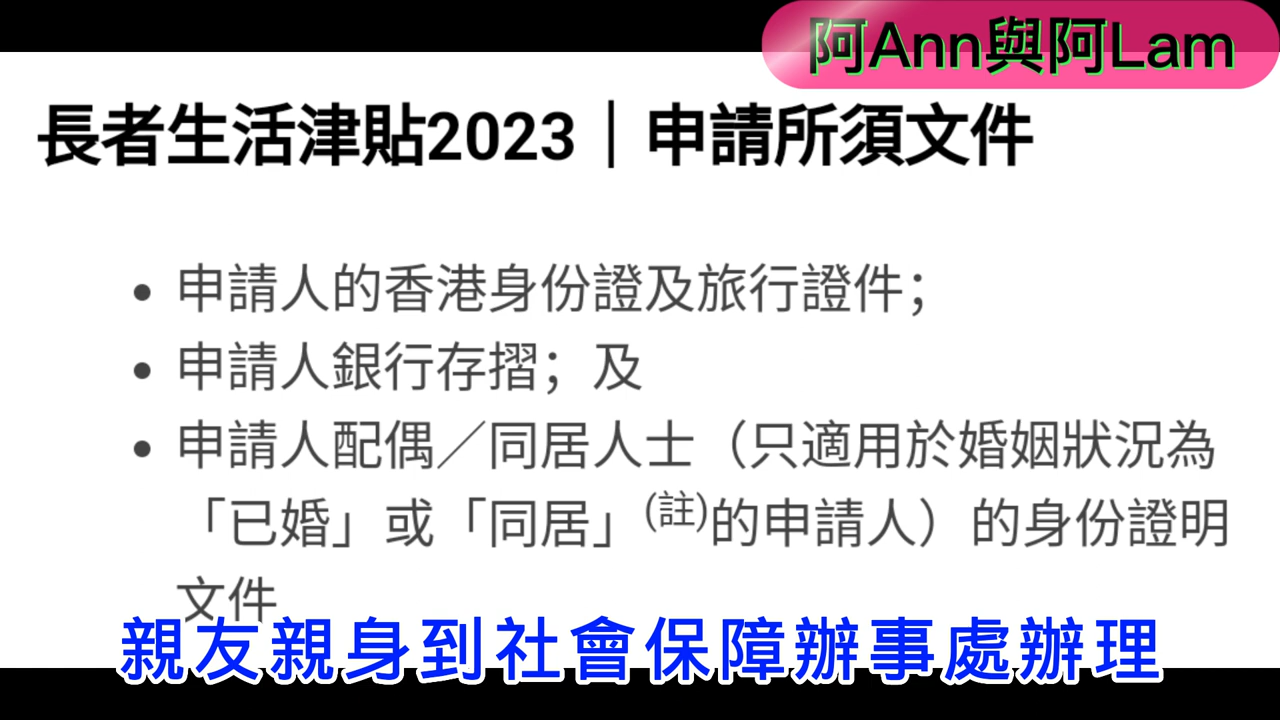 阿Ann與阿Lam
長者生活津貼2023｜申請所須文件
• 申請人的香港身份證及旅行證件；
• 申請人銀行存摺；及
• 申請人配偶／同居人士（只適用於婚姻狀況為
「已婚」或「同居」(註)的申請人）的身份證明
文件
親友親身到社會保障辦事處辦理